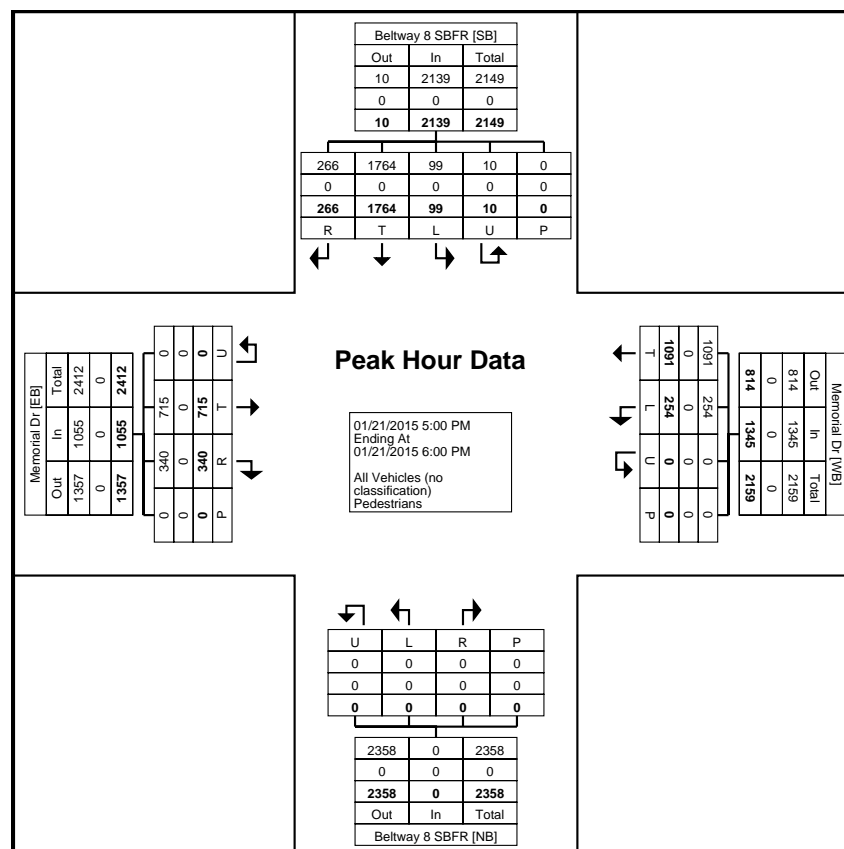 Beltway 8 SBFR [SB]
Out In Total
10 2139 2149
0 0 0
10 2139 2149
266 1764 99 10 0
0 0 0 0 0
266 1764 99 10 0
R T L U P
Peak Hour Data
01/21/2015 5:00 PM
Ending At
01/21/2015 6:00 PM
All Vehicles (no
classification)
Pedestrians
Memorial Dr [EB]
Total In Out
2412 1055 1357
0 0 0
2412 1055 1357
0 715 340 0
0 0 0 0
0 715 340 0
U T R P
Memorial Dr [WB]
Out In Total
814 1345 2159
0 0 0
814 1345 2159
1091 254 0 0
0 0 0 0
1091 254 0 0
T L U P
U L R P
0 0 0 0
0 0 0 0
0 0 0 0
2358 0 2358
0 0 0
2358 0 2358
Out In Total
Beltway 8 SBFR [NB]